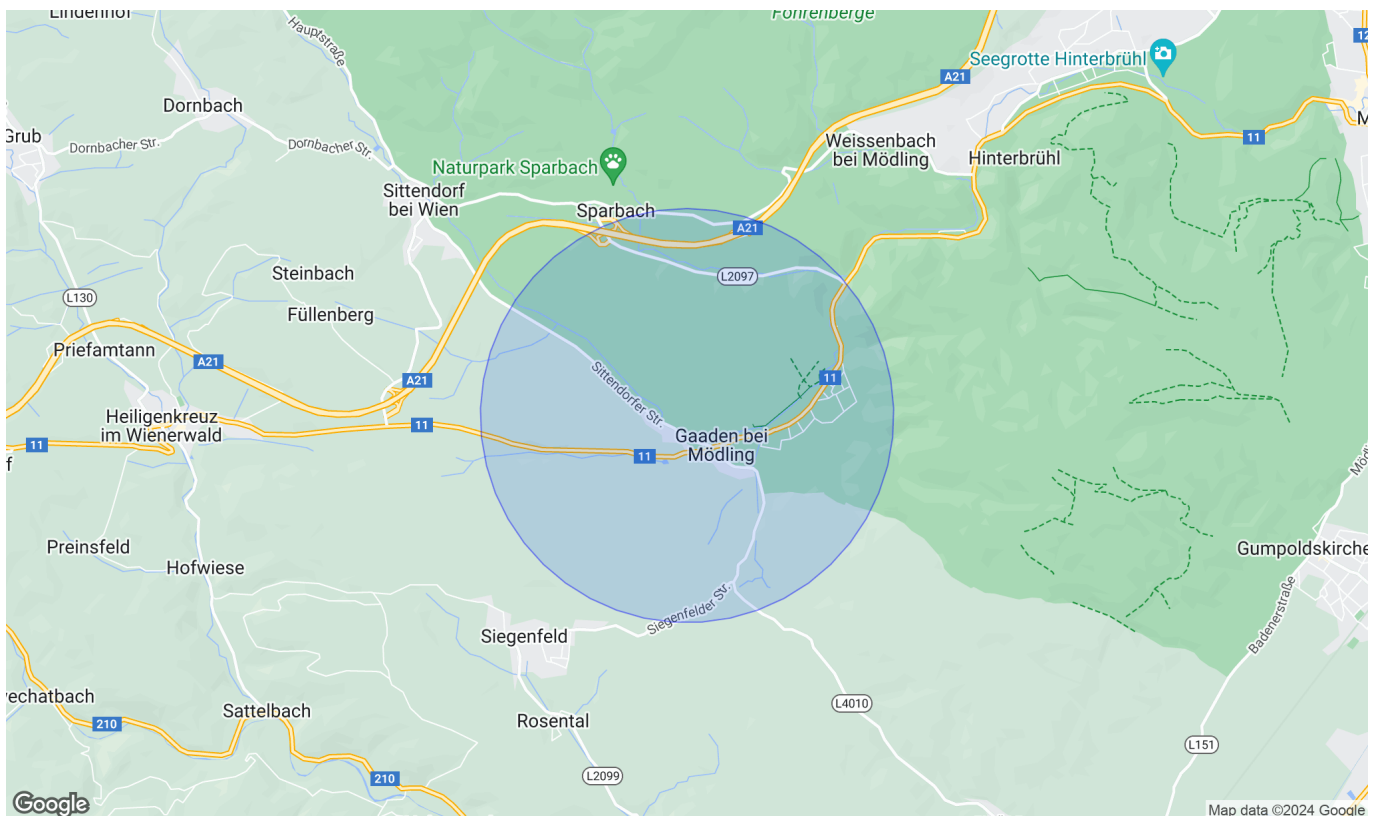 Lindenhof
Föhrenberge
Hauptstraße
12
Seegrotte Hinterbrühl
A21
Dornbach
M
Grub
Dornbacher Str.
Dornbacher Str.
Weissenbach
bei Mödling
11
Hinterbrühl
Naturpark Sparbach
Sittendorf
bei Wien
Sparbach
A21
Steinbach
L2097
L130
Füllenberg
Priefamtann
A21
A21
11
Sittendorfer Str.
Heiligenkreuz
im Wienerwald
11
11
Gaaden bei
Mödling
11
f
Mödl
Preinsfeld
Hofwiese
Gumpoldskirche
Siegenfelder Str.
Badenerstraße
Siegenfeld
vechatbach
210
Sattelbach
Rosental
L4010
L151
210
L2099
Google
Map data ©2024 Google